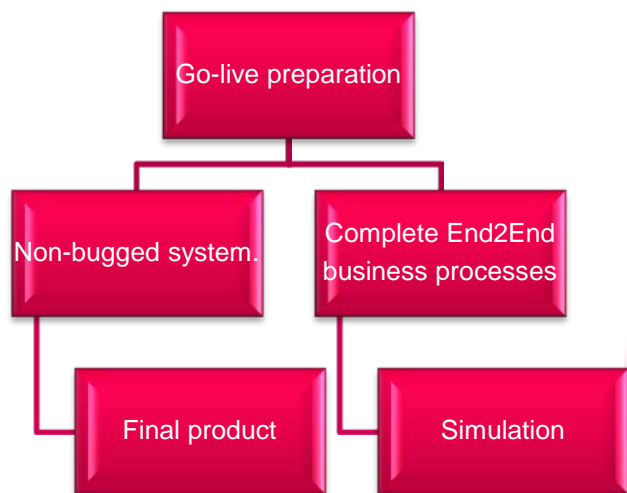 Go-live preparation
Non-bugged system.
Complete End2End
business processes
Final product
Simulation